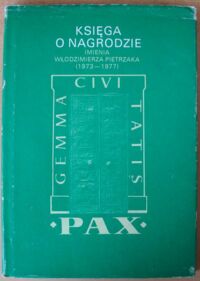 KSIĘGA
O NAGRODZIE
IMIENIA
WŁODZIMIERZA PIETRZAKA
(1973—1977)
GEMMA
CIVI
TATIS
•PAX•